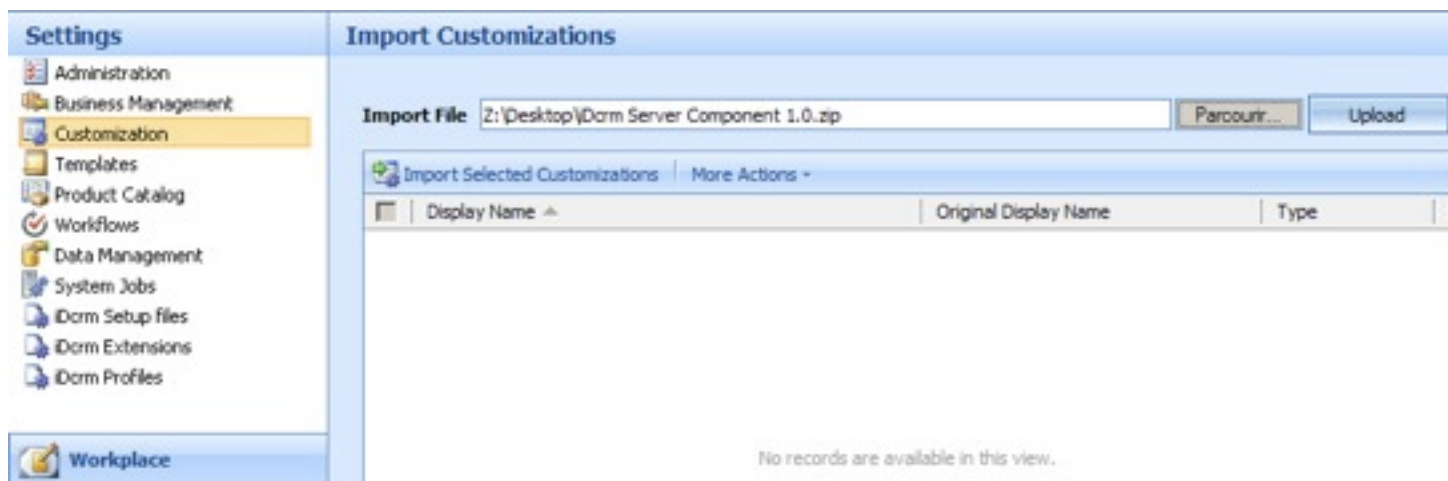 Settings
Administration
Business Management
Customization
Templates
Product Catalog
Workflows
Data Management
System Jobs
iDcrm Setup files
iDcrm Extensions
iDcrm Profiles
Workplace
Import Customizations
Import File Z:\Desktop\iDcrm Server Component 1.0.zip Parcourir... Upload
Import Selected Customizations More Actions
Display Name Original Display Name Type
No records are available in this view.